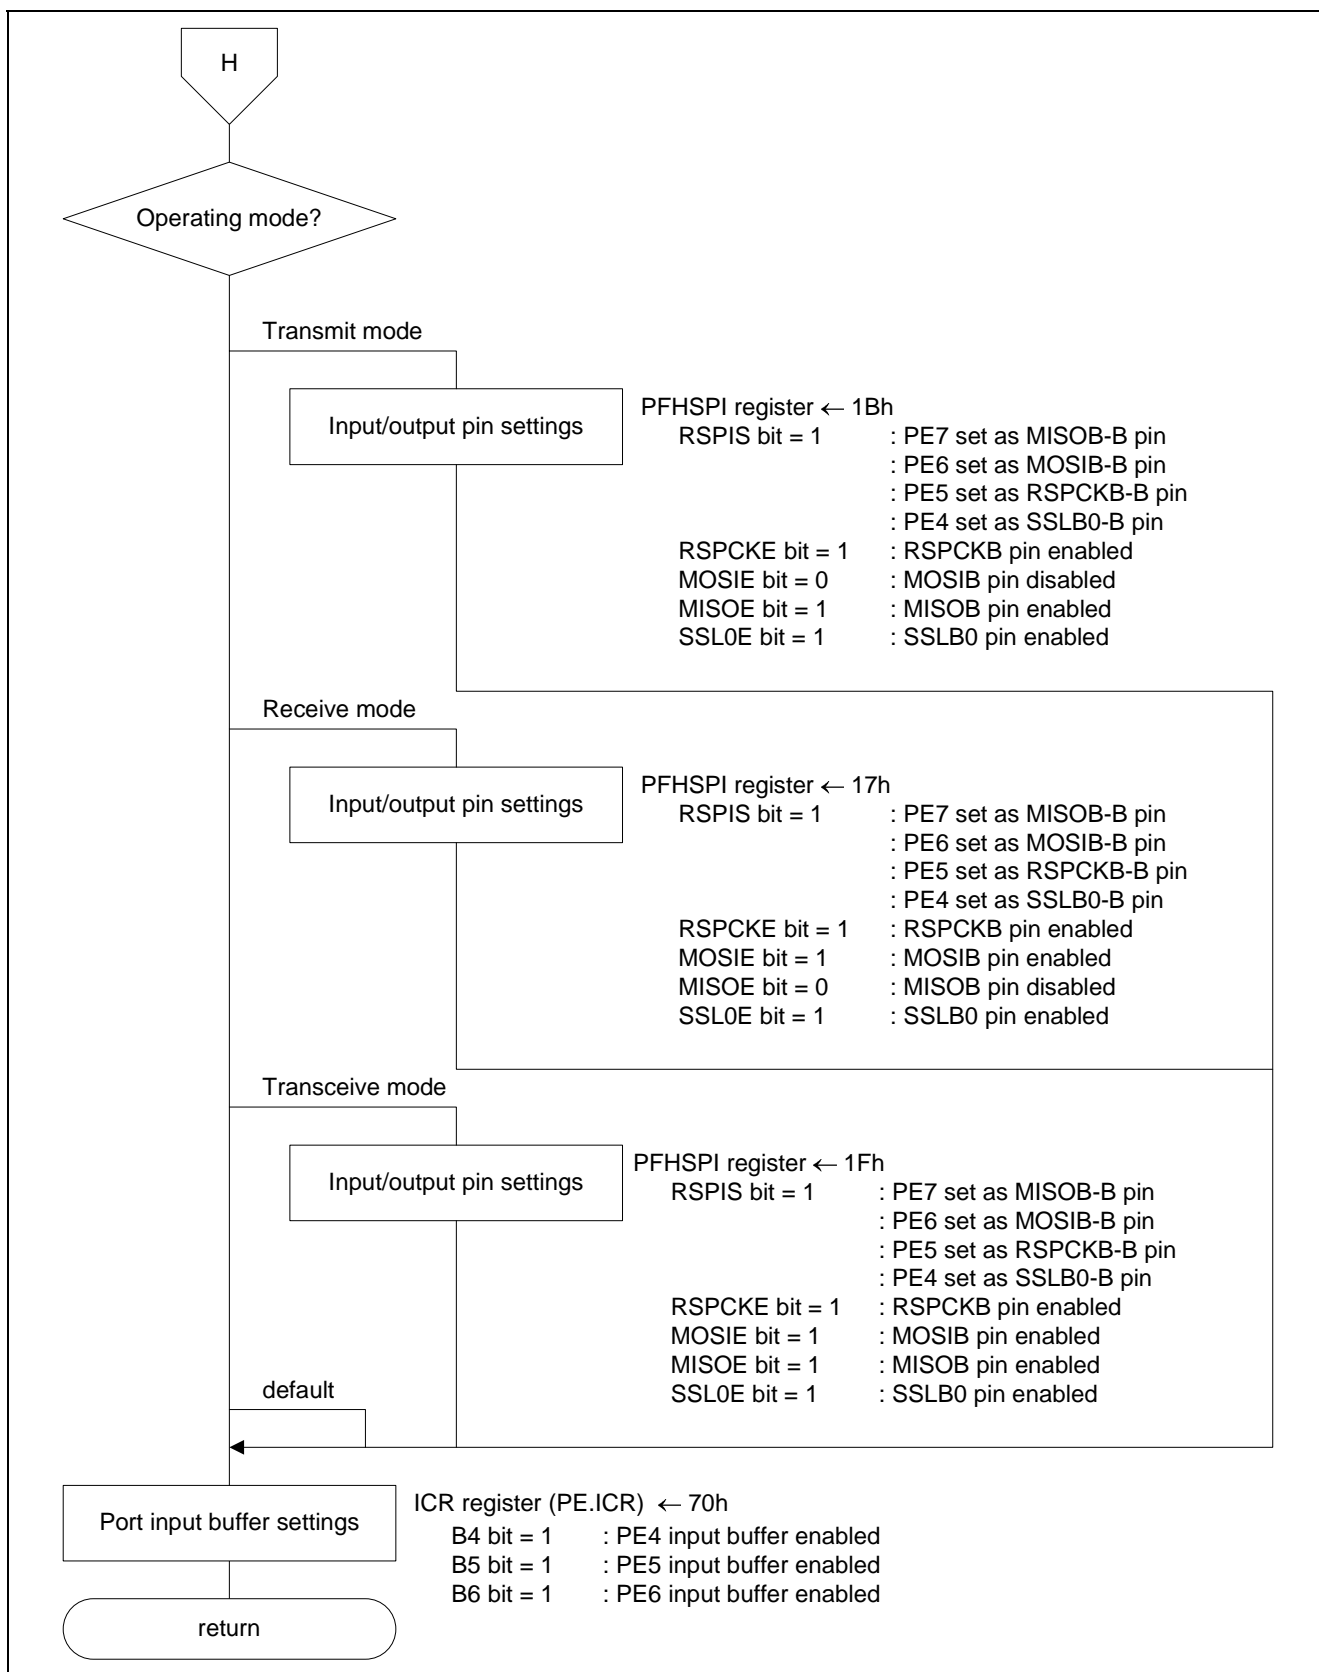 H
Operating mode?
Transmit mode
Input/output pin settings
PFHSPI register ← 1Bh
RSPIS bit = 1 : PE7 set as MISOB-B pin
: PE6 set as MOSIB-B pin
: PE5 set as RSPCKB-B pin
: PE4 set as SSLB0-B pin
RSPCKE bit = 1 : RSPCKB pin enabled
MOSIE bit = 0 : MOSIB pin disabled
MISOE bit = 1 : MISOB pin enabled
SSL0E bit = 1 : SSLB0 pin enabled
Receive mode
Input/output pin settings
PFHSPI register ← 17h
RSPIS bit = 1 : PE7 set as MISOB-B pin
: PE6 set as MOSIB-B pin
: PE5 set as RSPCKB-B pin
: PE4 set as SSLB0-B pin
RSPCKE bit = 1 : RSPCKB pin enabled
MOSIE bit = 1 : MOSIB pin enabled
MISOE bit = 0 : MISOB pin disabled
SSL0E bit = 1 : SSLB0 pin enabled
Transceive mode
Input/output pin settings
PFHSPI register ← 1Fh
RSPIS bit = 1 : PE7 set as MISOB-B pin
: PE6 set as MOSIB-B pin
: PE5 set as RSPCKB-B pin
: PE4 set as SSLB0-B pin
RSPCKE bit = 1 : RSPCKB pin enabled
MOSIE bit = 1 : MOSIB pin enabled
MISOE bit = 1 : MISOB pin enabled
SSL0E bit = 1 : SSLB0 pin enabled
default
Port input buffer settings
ICR register (PE.ICR) ← 70h
B4 bit = 1 : PE4 input buffer enabled
B5 bit = 1 : PE5 input buffer enabled
B6 bit = 1 : PE6 input buffer enabled
return